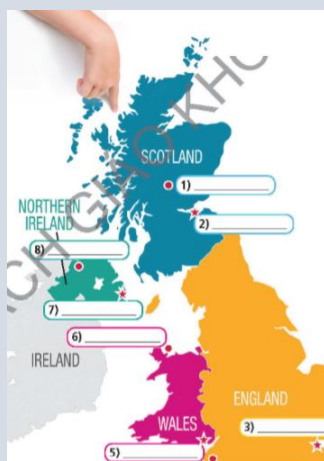 SCOTLAND
1)
2)
NORTHERN
IRELAND
8)
7)
6)
IRELAND
WALES
ENGLAND
3)
5)